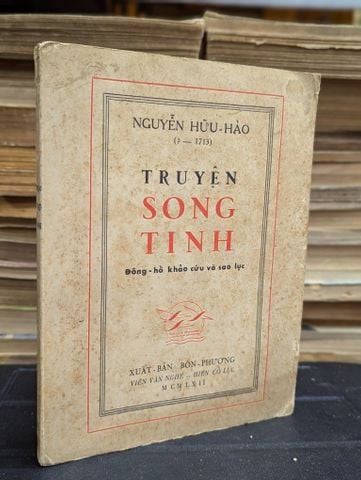 NGUYỄN HỮU-HÀO
(? — 1713)
TRUYỆN
SONG
TINH
Đông-hồ khảo cứu và sao lục
XUẤT-BẢN BỐN-PHƯƠNG
VIỆN VĂN NGHỆ — HIÊN CỔ LỤC
MCMLXII